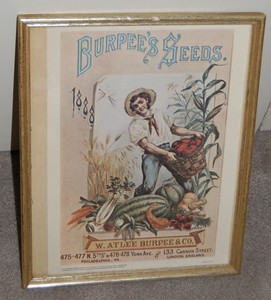 BURPEE'S SEEDS.
1888
W. ATLEE BURPEE & CO.
475-477 N. 5TH ST & 476-478 YORK AVE. 133 CANNON STREET,
PHILADELPHIA, PA. LONDON, ENGLAND.